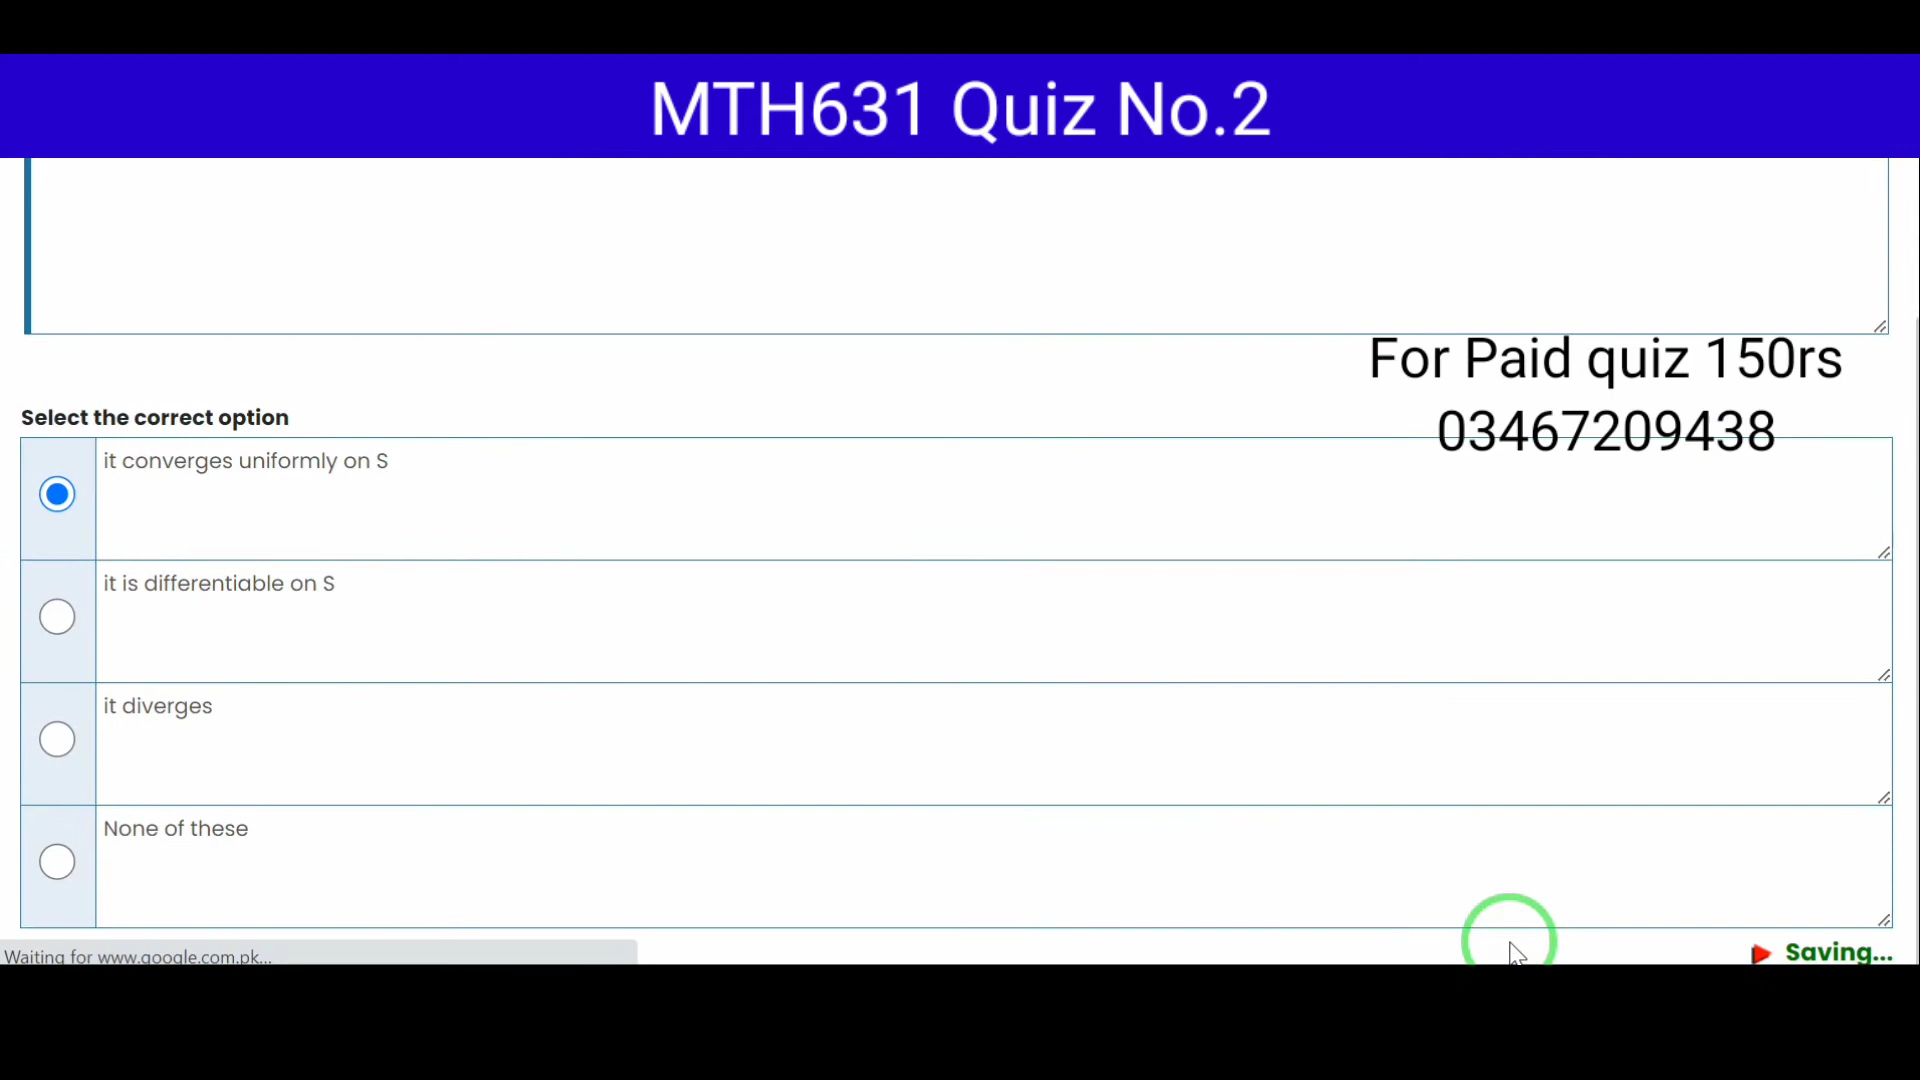 MTH631 Quiz No.2
For Paid quiz 150rs
03467209438
Select the correct option
it converges uniformly on S
it is differentiable on S
it diverges
None of these
Waiting for www.google.com.pk...
Saving...